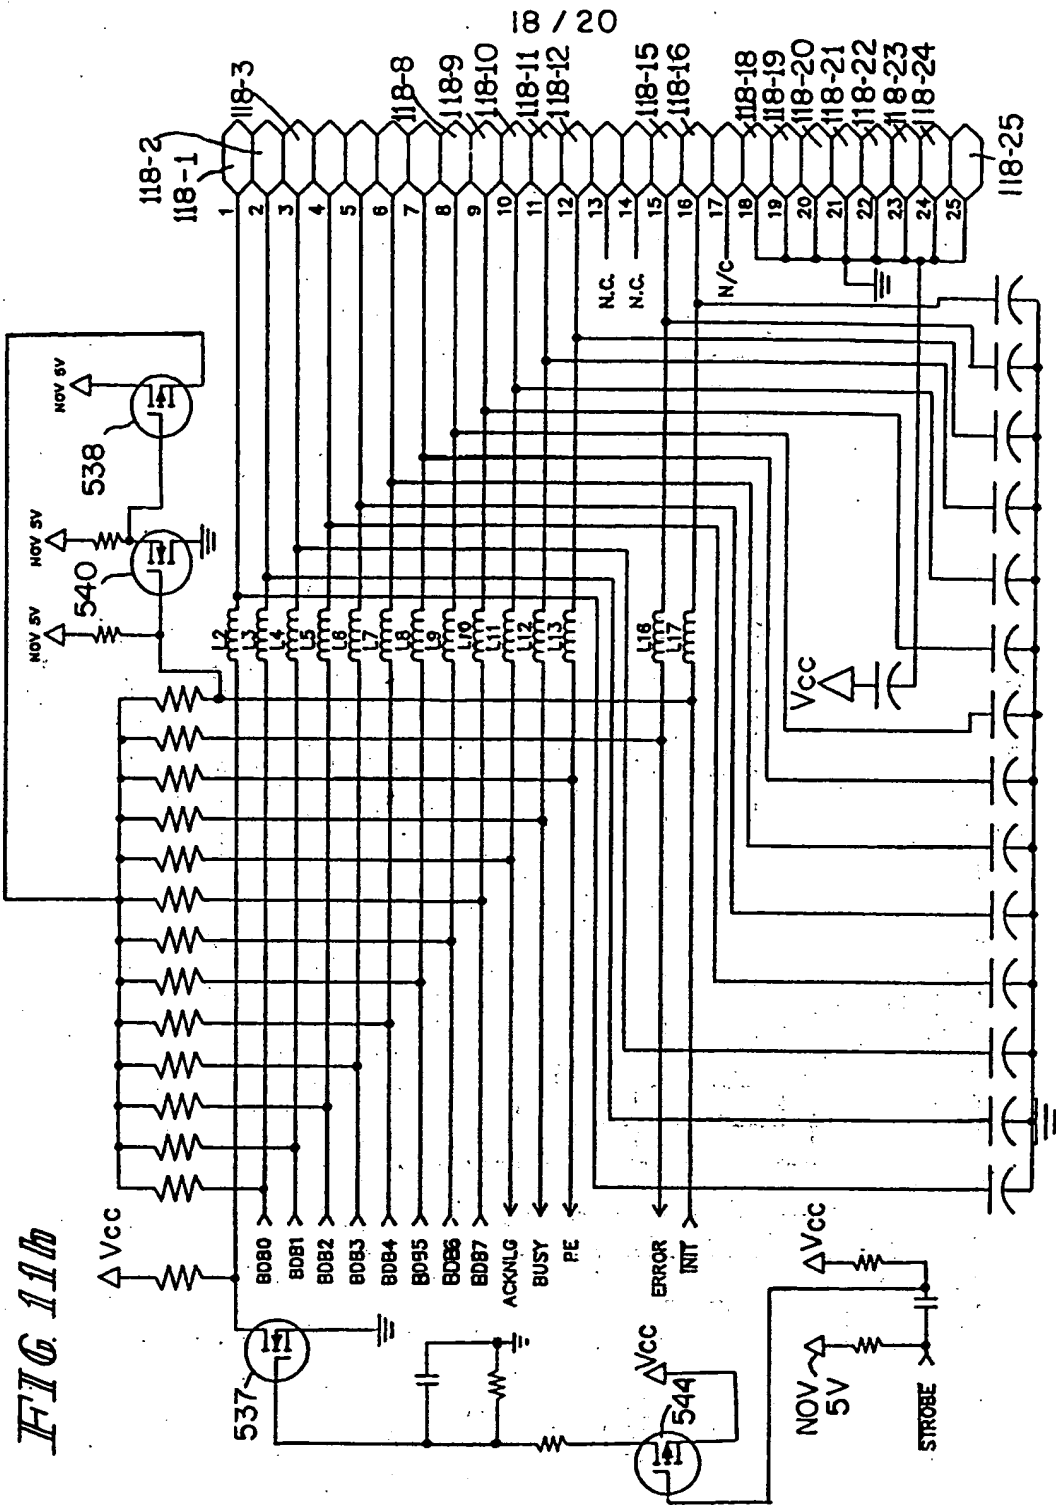 18 / 20
FIG. 11b
118-1
118-2
118-3
118-8
118-9
118-10
118-11
118-12
118-15
118-16
118-18
118-19
118-20
118-21
118-22
118-23
118-24
118-25
1
2
3
4
5
6
7
8
9
10
11
12
13
14
15
16
17
18
19
20
21
22
23
24
25
N.C.
N.C.
N/C
NOV 5V
NOV 5V
NOV 5V
538
540
L2
L3
L4
L5
L6
L7
L8
L9
L10
L11
L12
L13
L16
L17
Vcc
Vcc
BDB0
BDB1
BDB2
BDB3
BDB4
BDB5
BDB6
BDB7
ACKNLG
BUSY
P.E
ERROR
INIT
537
544
Vcc
Vcc
NOV
5V
STROBE